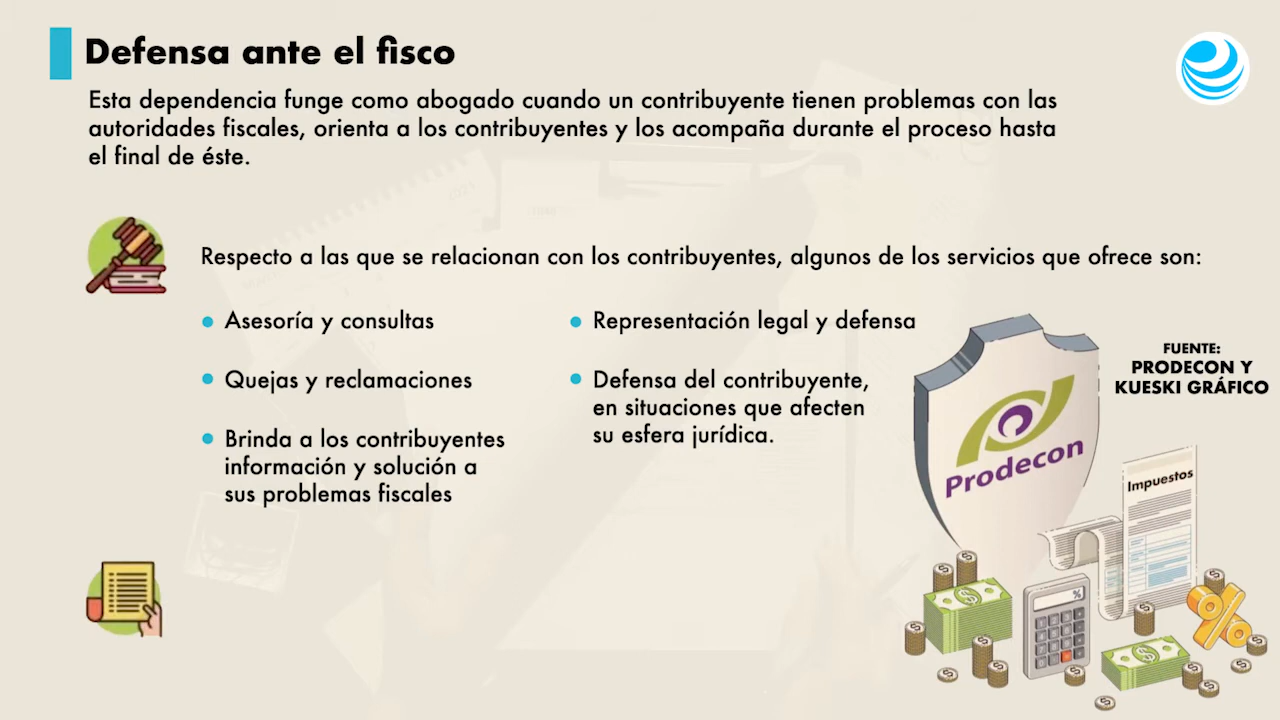 Defensa ante el fisco
Esta dependencia funge como abogado cuando un contribuyente tienen problemas con las
autoridades fiscales, orienta a los contribuyentes y los acompaña durante el proceso hasta
el final de éste.
Respecto a las que se relacionan con los contribuyentes, algunos de los servicios que ofrece son:
Asesoría y consultas
Quejas y reclamaciones
Brinda a los contribuyentes
información y solución a
sus problemas fiscales
Representación legal y defensa
Defensa del contribuyente,
en situaciones que afecten
su esfera jurídica.
FUENTE:
PRODECON Y
KUESKI GRÁFICO
Prodecon
Impuestos